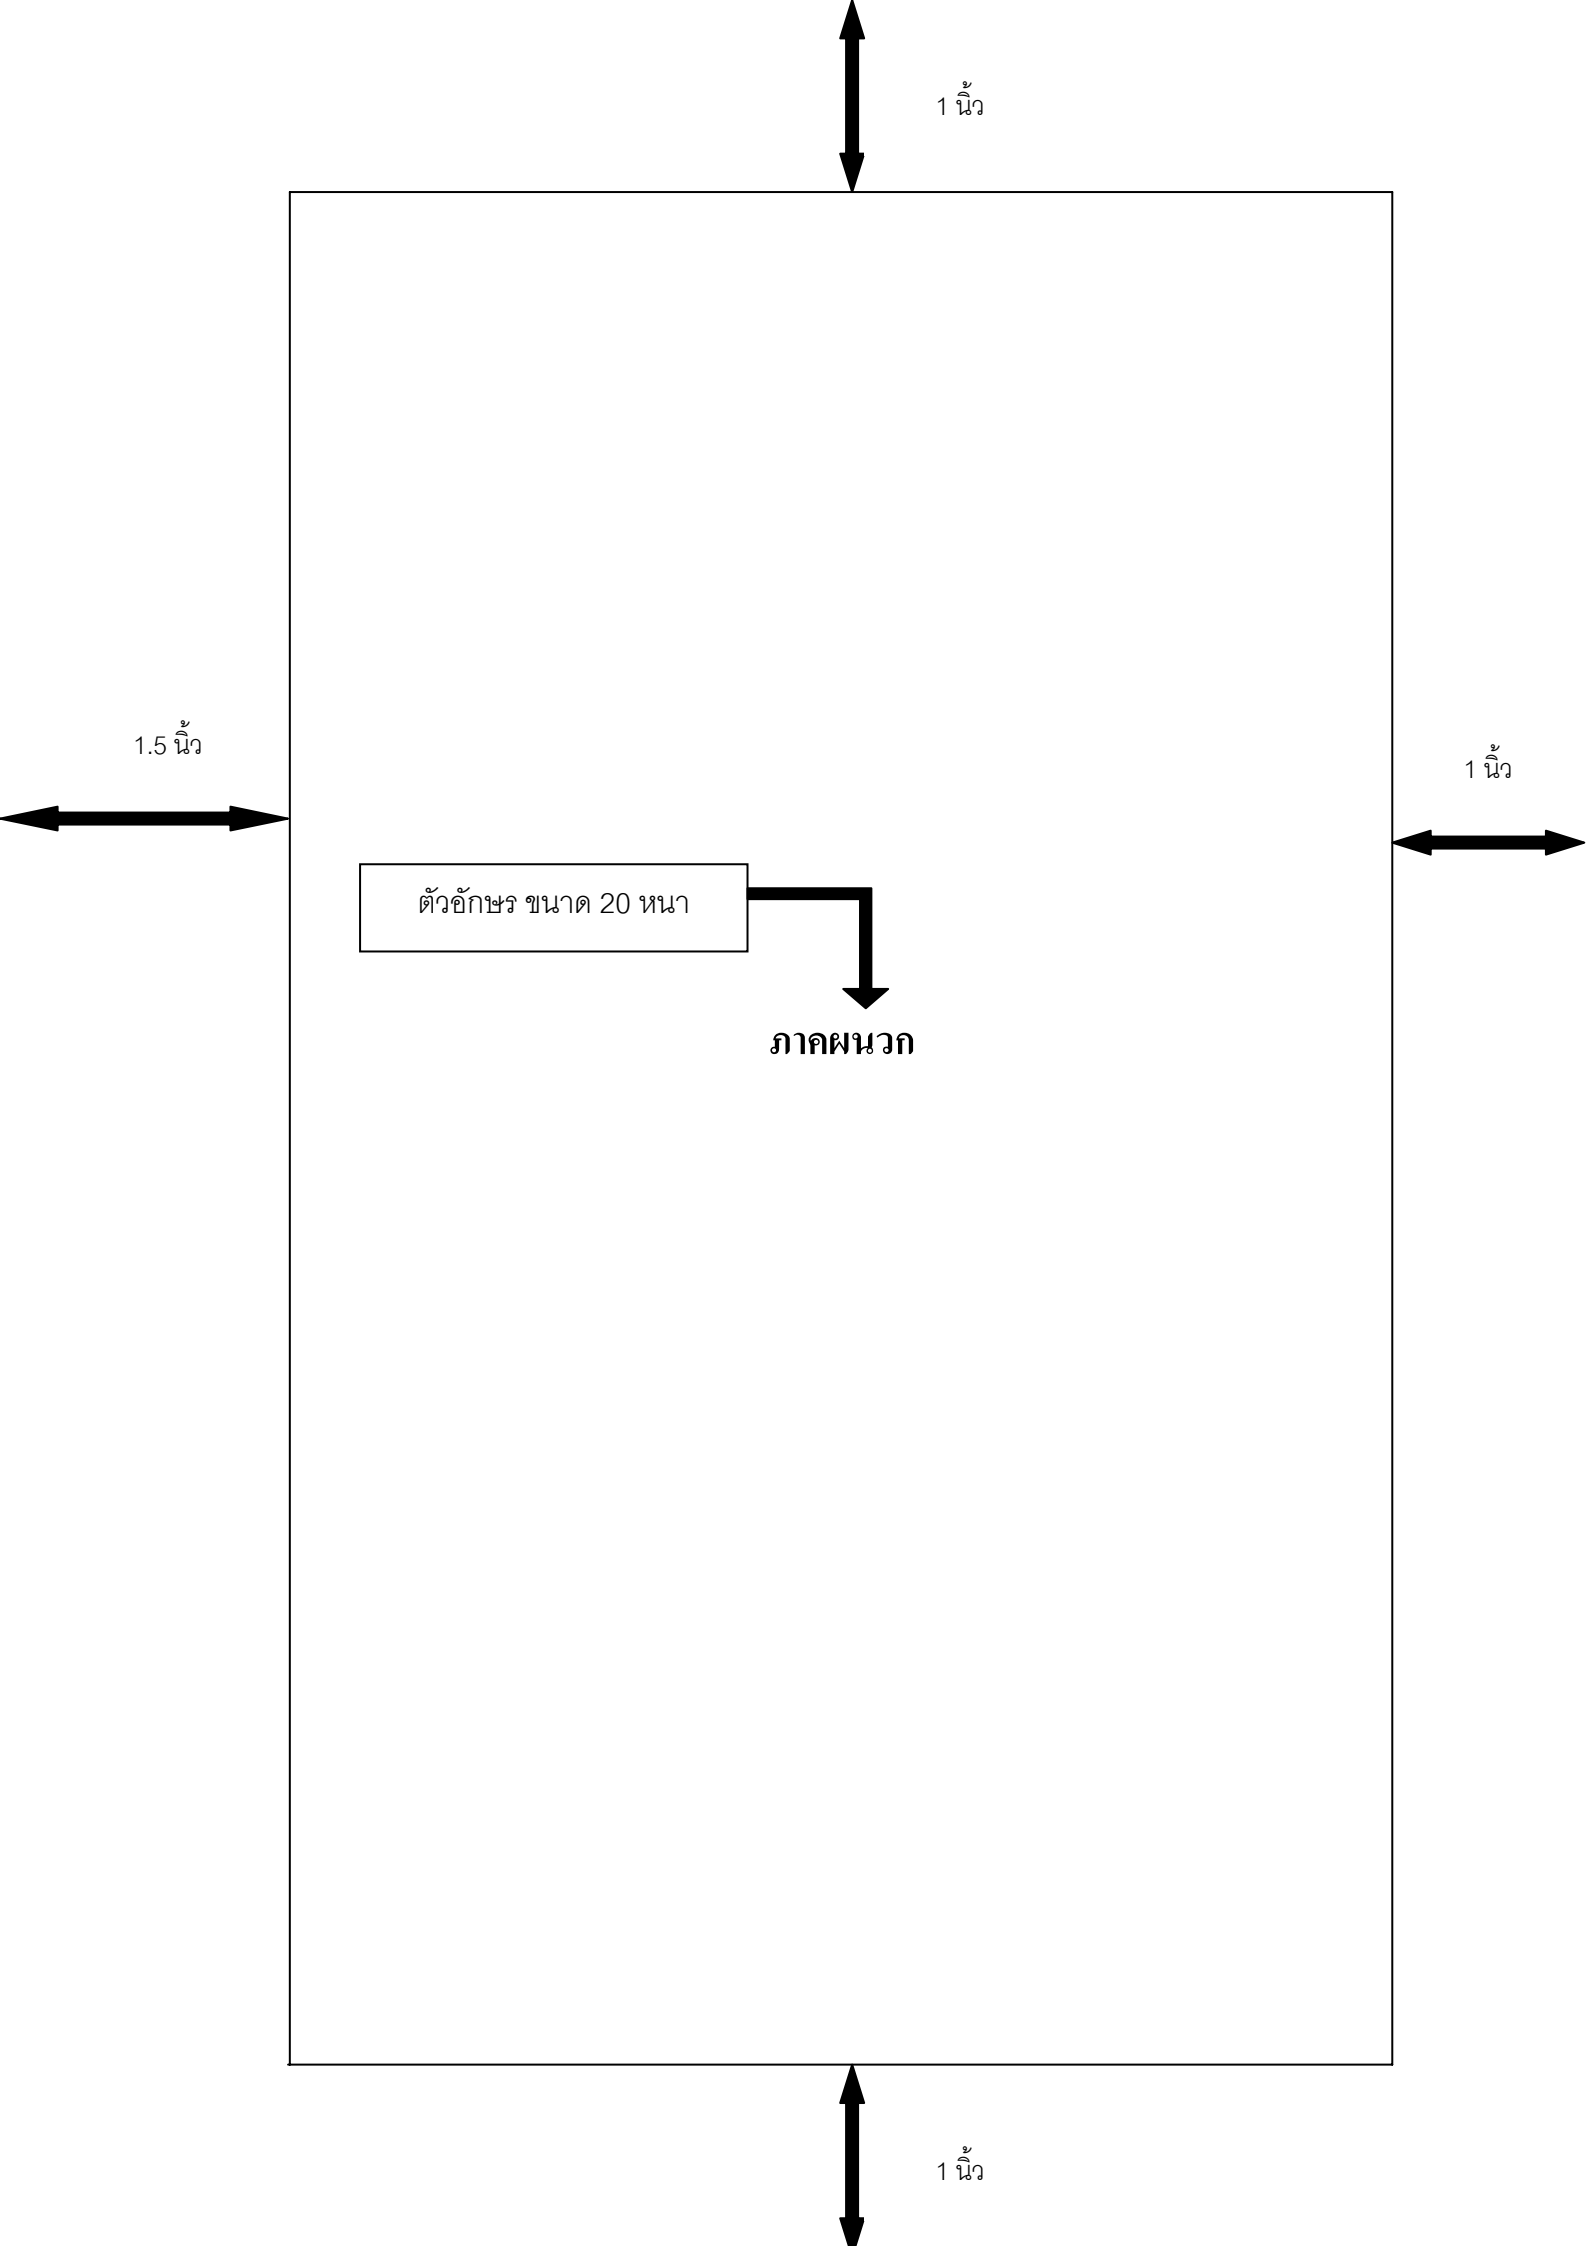 1 นิ้ว
1.5 นิ้ว
1 นิ้ว
ตัวอักษร ขนาด 20 หนา
ภาคผนวก
1 นิ้ว